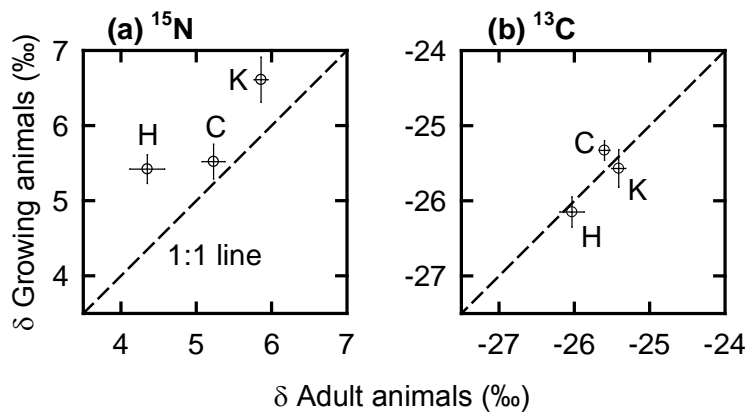 (a) ¹⁵N
(b) ¹³C
δ Growing animals (‰)
7
6
5
4
K
H
C
1:1 line
4 5 6 7
-24
-25
-26
-27
C
K
H
-27 -26 -25 -24
δ Adult animals (‰)